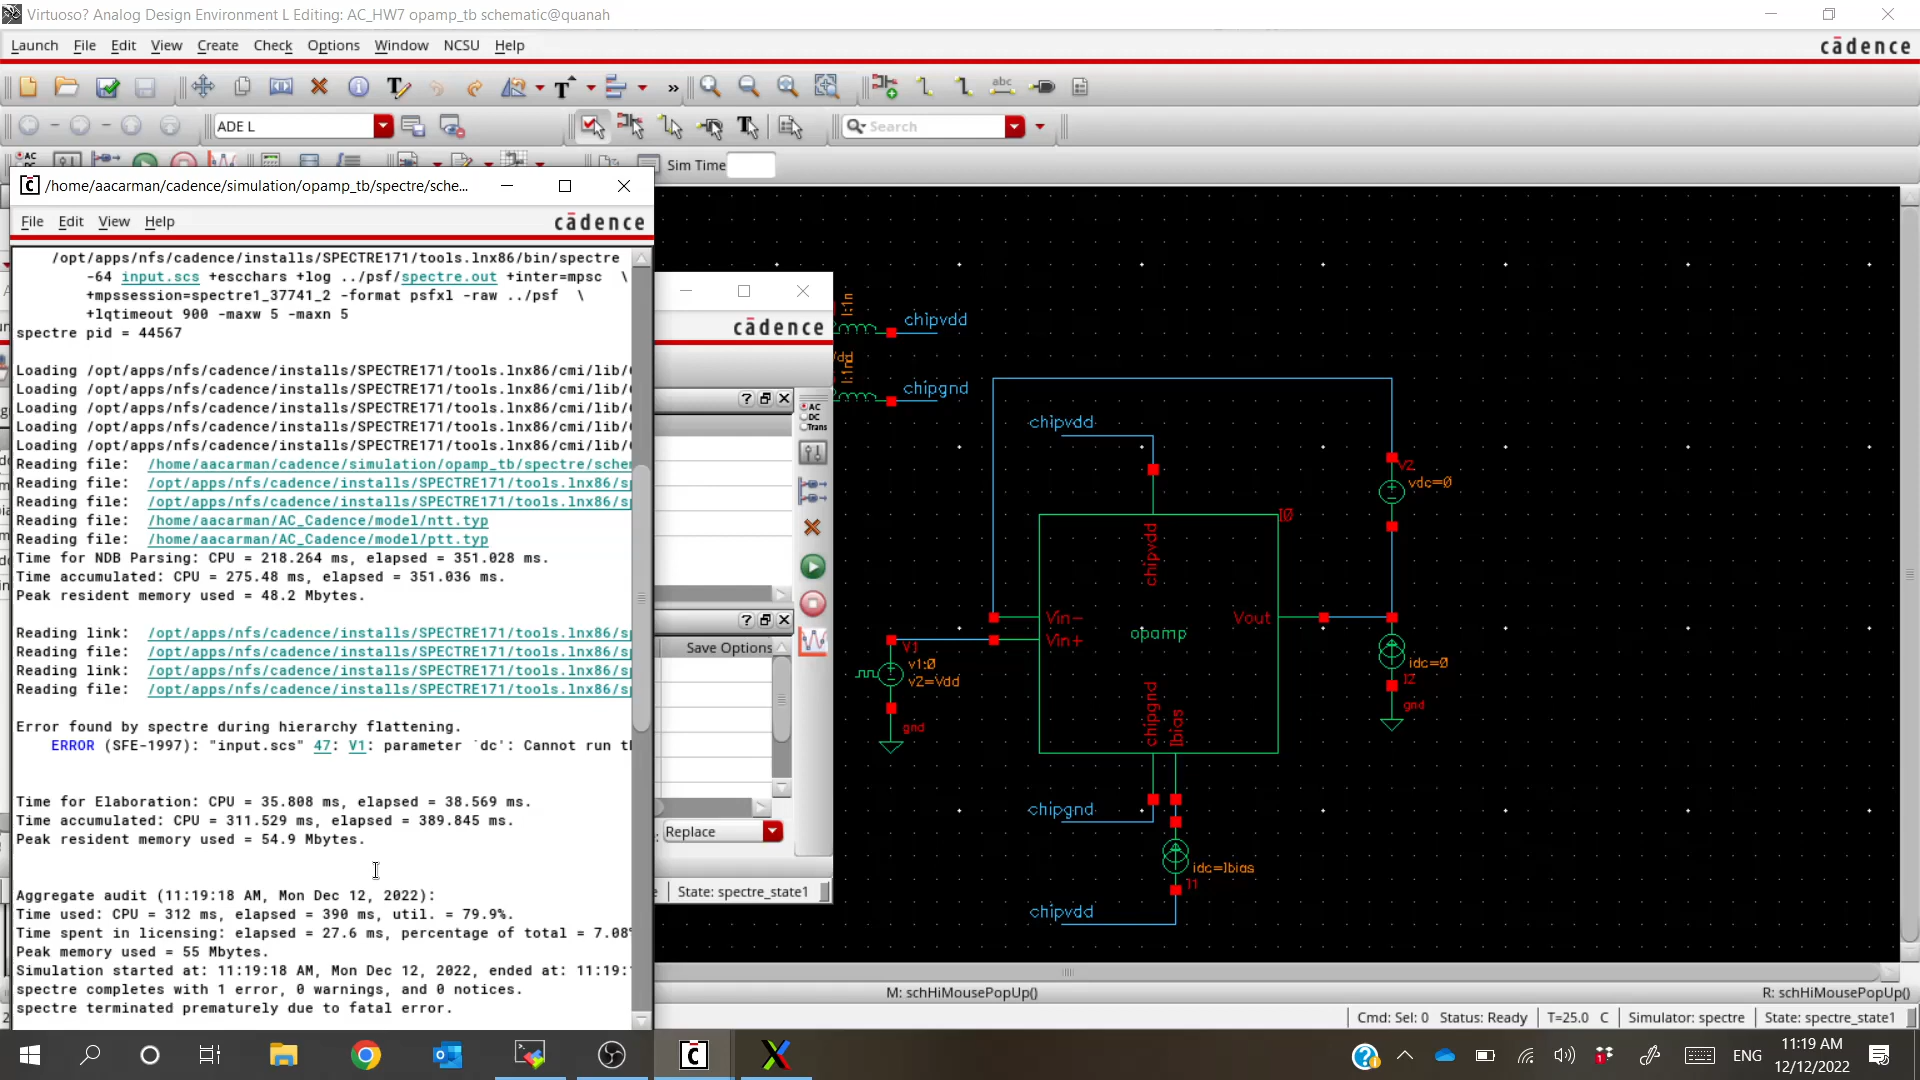 Virtuoso? Analog Design Environment L Editing: AC_HW7 opamp_tb schematic@quanah
Launch File Edit View Create Check Options Window NCSU Help
cādence
ADE L
Search
Sim Time
/home/aacarman/cadence/simulation/opamp_tb/spectre/sche...
File Edit View Help
cādence
/opt/apps/nfs/cadence/installs/SPECTRE171/tools.lnx86/bin/spectre
-64 input.scs +escchars +log ../psf/spectre.out +inter=mpsc \
+mpssession=spectre1_37741_2 -format psfxl -raw ../psf \
+lqtimeout 900 -maxw 5 -maxn 5
spectre pid = 44567
Loading /opt/apps/nfs/cadence/installs/SPECTRE171/tools.lnx86/cmi/lib/
Loading /opt/apps/nfs/cadence/installs/SPECTRE171/tools.lnx86/cmi/lib/
Loading /opt/apps/nfs/cadence/installs/SPECTRE171/tools.lnx86/cmi/lib/
Loading /opt/apps/nfs/cadence/installs/SPECTRE171/tools.lnx86/cmi/lib/
Loading /opt/apps/nfs/cadence/installs/SPECTRE171/tools.lnx86/cmi/lib/
Reading file: /home/aacarman/cadence/simulation/opamp_tb/spectre/schem
Reading file: /opt/apps/nfs/cadence/installs/SPECTRE171/tools.lnx86/sp
Reading file: /opt/apps/nfs/cadence/installs/SPECTRE171/tools.lnx86/sp
Reading file: /home/aacarman/AC_Cadence/model/ntt.typ
Reading file: /home/aacarman/AC_Cadence/model/ptt.typ
Time for NDB Parsing: CPU = 218.264 ms, elapsed = 351.028 ms.
Time accumulated: CPU = 275.48 ms, elapsed = 351.036 ms.
Peak resident memory used = 48.2 Mbytes.
Reading link: /opt/apps/nfs/cadence/installs/SPECTRE171/tools.lnx86/sp
Reading file: /opt/apps/nfs/cadence/installs/SPECTRE171/tools.lnx86/sp
Reading link: /opt/apps/nfs/cadence/installs/SPECTRE171/tools.lnx86/sp
Reading file: /opt/apps/nfs/cadence/installs/SPECTRE171/tools.lnx86/sp
Error found by spectre during hierarchy flattening.
ERROR (SFE-1997): "input.scs" 47: V1: parameter `dc': Cannot run th
Time for Elaboration: CPU = 35.808 ms, elapsed = 38.569 ms.
Time accumulated: CPU = 311.529 ms, elapsed = 389.845 ms.
Peak resident memory used = 54.9 Mbytes.
Aggregate audit (11:19:18 AM, Mon Dec 12, 2022):
Time used: CPU = 312 ms, elapsed = 390 ms, util. = 79.9%.
Time spent in licensing: elapsed = 27.6 ms, percentage of total = 7.08%
Peak memory used = 55 Mbytes.
Simulation started at: 11:19:18 AM, Mon Dec 12, 2022, ended at: 11:19:1
spectre completes with 1 error, 0 warnings, and 0 notices.
spectre terminated prematurely due to fatal error.
cādence
AC
DC
Trans
Save Options
Replace
State: spectre_state1
l:1n
chipvdd
chipgnd
chipvdd
V2
vdc=0
I0
chipvdd
Vin-
Vin+
opamp
Vout
V1
v1:0
v2=Vdd
gnd
idc=0
I2
gnd
chipgnd
Ibias
chipgnd
idc=Ibias
I1
chipvdd
M: schHiMousePopUp()
R: schHiMousePopUp()
Cmd: Sel: 0 Status: Ready T=25.0 C Simulator: spectre State: spectre_state1
ENG
11:19 AM
12/12/2022